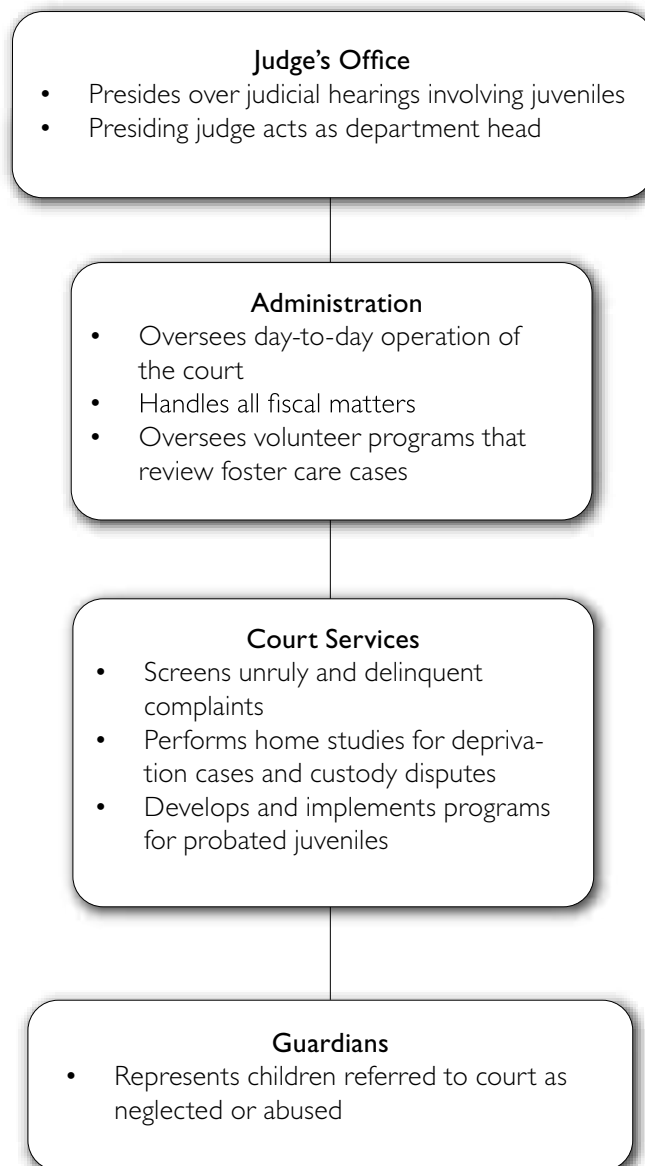 Judge's Office
• Presides over judicial hearings involving juveniles
• Presiding judge acts as department head
Administration
• Oversees day-to-day operation of
the court
• Handles all fiscal matters
• Oversees volunteer programs that
review foster care cases
Court Services
• Screens unruly and delinquent
complaints
• Performs home studies for depriva-
tion cases and custody disputes
• Develops and implements programs
for probated juveniles
Guardians
• Represents children referred to court as
neglected or abused